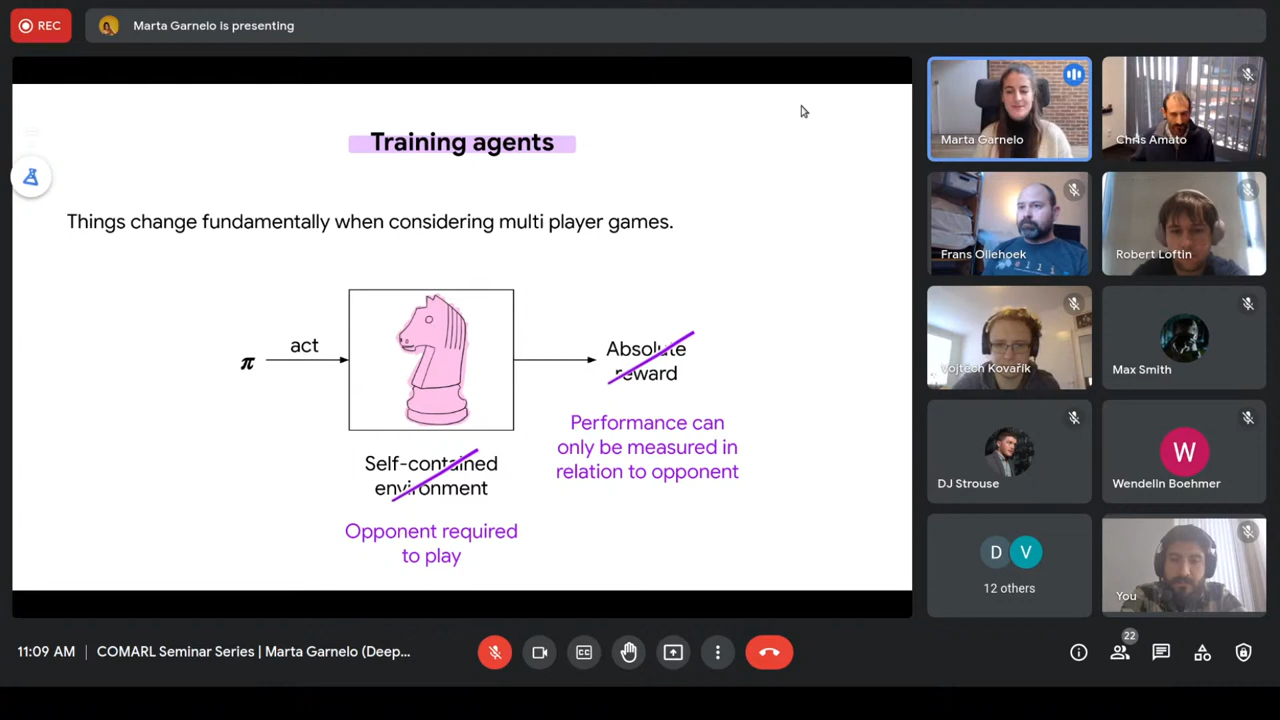 REC
Marta Garnelo is presenting
Training agents
Things change fundamentally when considering multi player games.
π
act
Absolute
reward
Self-contained
environment
Performance can
only be measured in
relation to opponent
Opponent required
to play
Marta Garnelo
Chris Amato
Frans Oliehoek
Robert Loftin
Vojtěch Kovařík
Max Smith
DJ Strouse
W
Wendelin Boehmer
D V
12 others
You
11:09 AM | COMARL Seminar Series | Marta Garnelo (Deep...
CC
22